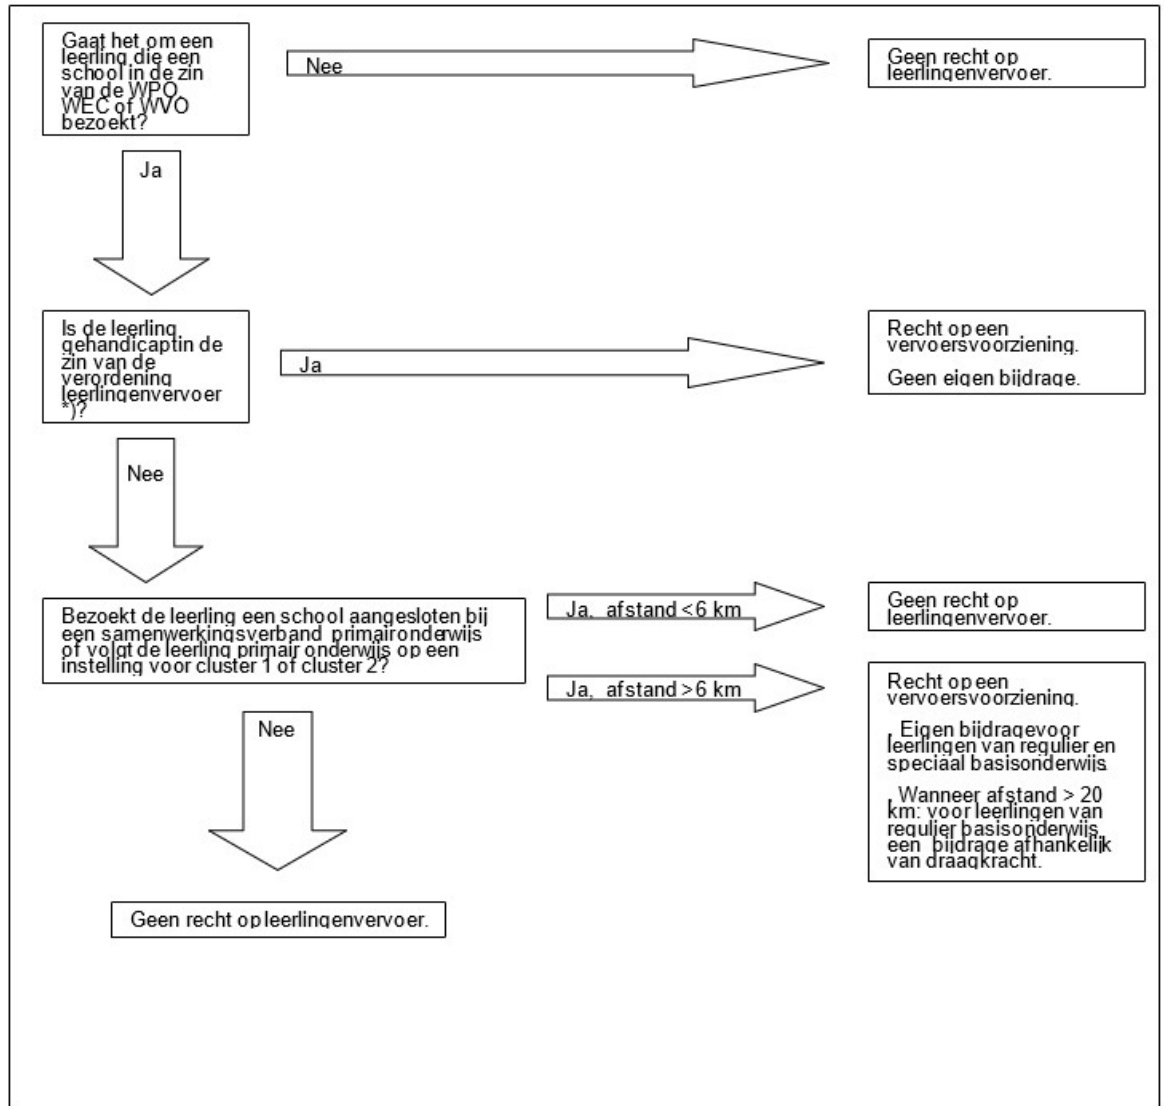 Gaat het om een
leerling die een
school in de zin
van de WPO,
WEC of WVO
bezoekt?
Nee
Geen recht op
leerlingenvervoer.
Ja
Is de leerling
gehandicaptin de
zin van de
verordening
leerlingenvervoer
*)?
Ja
Recht op een
vervoersvoorziening.
Geen eigen bijdrage.
Nee
Bezoekt de leerling een school aangesloten bij
een samenwerkingsverband primair onderwijs
of volgt de leerling primair onderwijs op een
instelling voor cluster 1 of cluster 2?
Ja, afstand <6 km
Geen recht op
leerlingenvervoer.
Ja, afstand >6 km
Recht op een
vervoersvoorziening.
. Eigen bijdragevoor
leerlingen van regulier en
speciaal basisonderwijs.
. Wanneer afstand > 20
km: voor leerlingen van
regulier basisonderwijs,
een bijdrage afhankelijk
van draagkracht.
Nee
Geen recht op leerlingenvervoer.